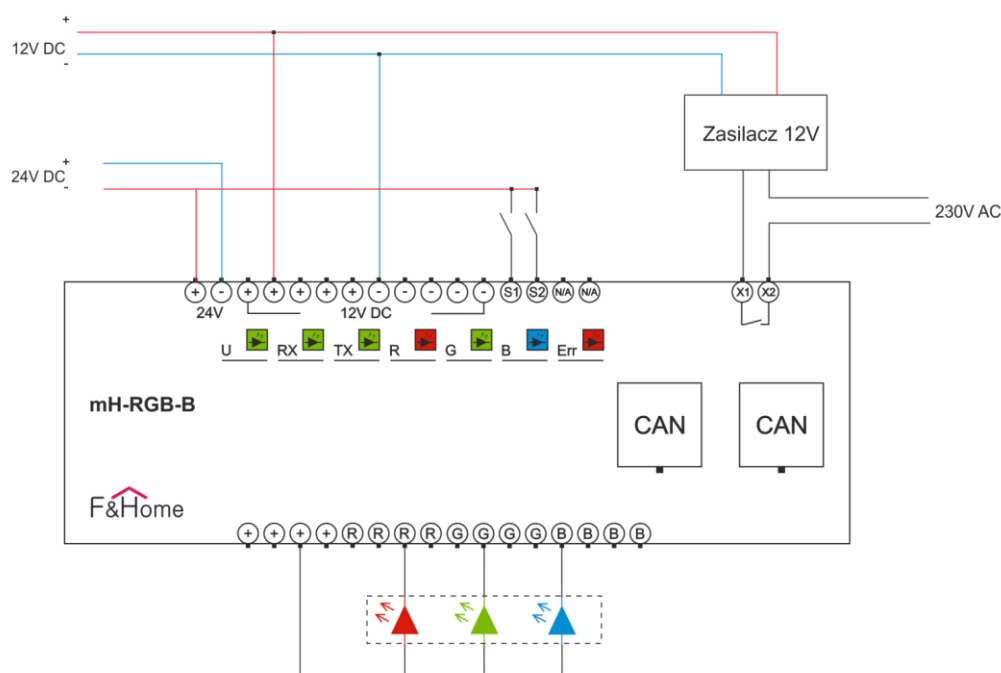 +
12V DC
-
Zasilacz 12V
+
24V DC
-
230V AC
+ - + + + + + - - - - - S1 S2 N/A N/A X1 X2
24V 12V DC
U RX TX R G B Err
mH-RGB-B
CAN CAN
F&Home
+ + + + R R R R G G G G B B B B